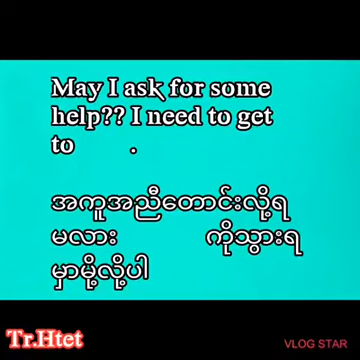 May I ask for some
help?? I need to get
to .
အကူအညီတောင်းလို့ရ
မလား ကိုသွားရ
မှာမို့လို့ပါ
Tr.Htet
VLOG STAR